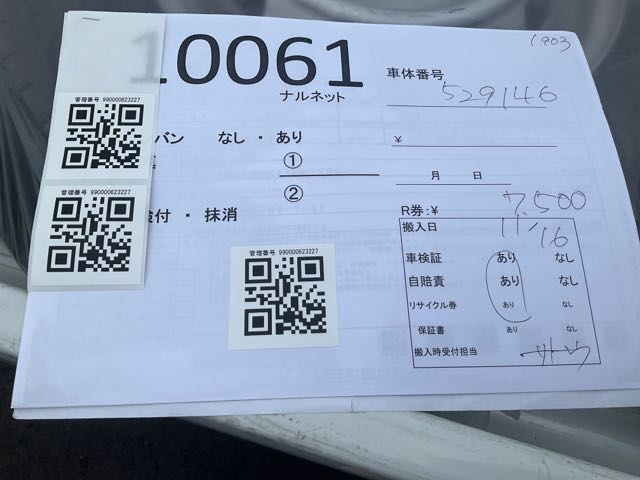 10061
1903
ナルネット
車体番号 529146
管理番号 990000623227
バン なし ・ あり
① ¥
② 月 日
管理番号 990000623227
付 ・ 抹消
R券:¥ 7,500
搬入日 11/16
管理番号 990000623227
車検証 あり なし
自賠責 あり なし
リサイクル券 あり なし
保証書 あり なし
搬入時受付担当